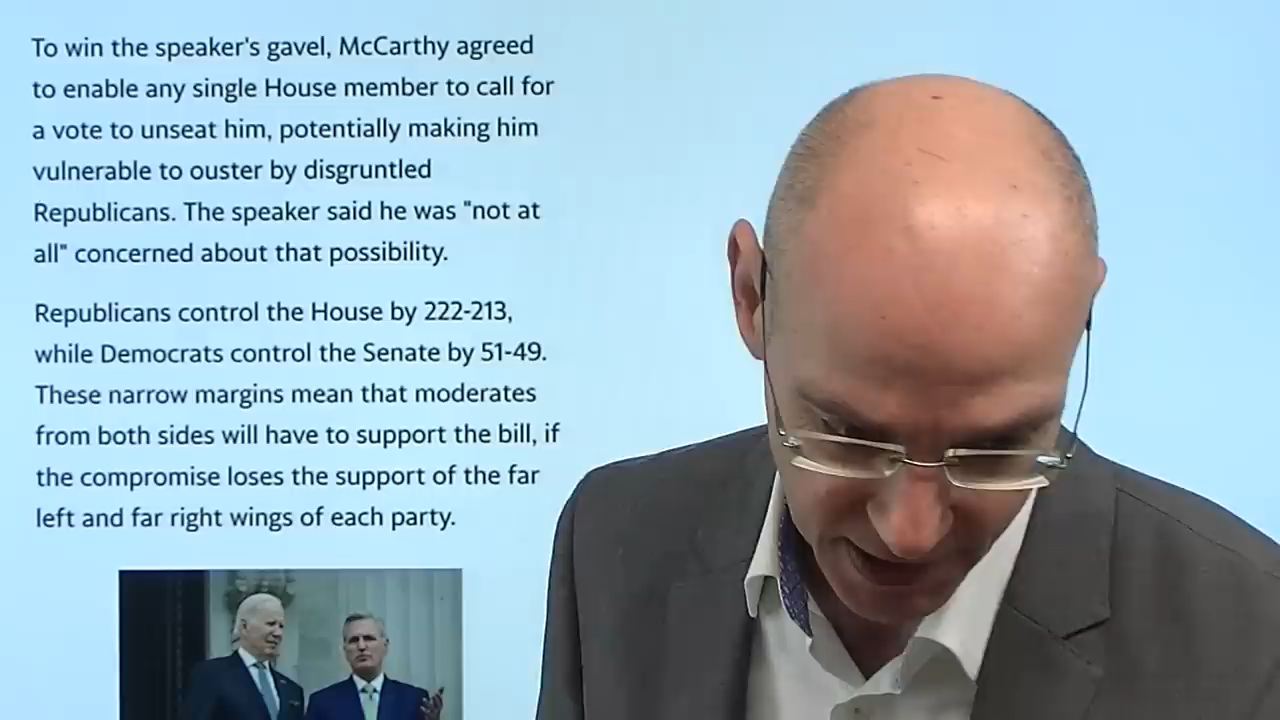 To win the speaker's gavel, McCarthy agreed
to enable any single House member to call for
a vote to unseat him, potentially making him
vulnerable to ouster by disgruntled
Republicans. The speaker said he was "not at
all" concerned about that possibility.
Republicans control the House by 222-213,
while Democrats control the Senate by 51-49.
These narrow margins mean that moderates
from both sides will have to support the bill, if
the compromise loses the support of the far
left and far right wings of each party.